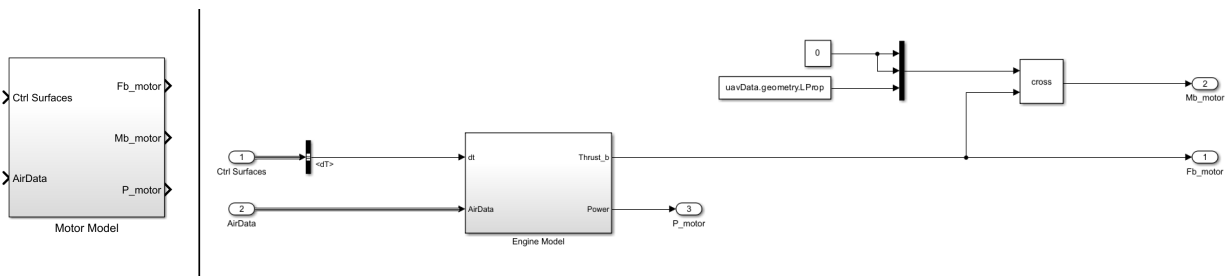 Ctrl Surfaces
Fb_motor
Mb_motor
AirData
P_motor
Motor Model
0
uavData.geometry.LProp
cross
2
Mb_motor
1
Ctrl Surfaces
<dT>
dt
Thrust_b
1
Fb_motor
2
AirData
AirData
Power
3
P_motor
Engine Model